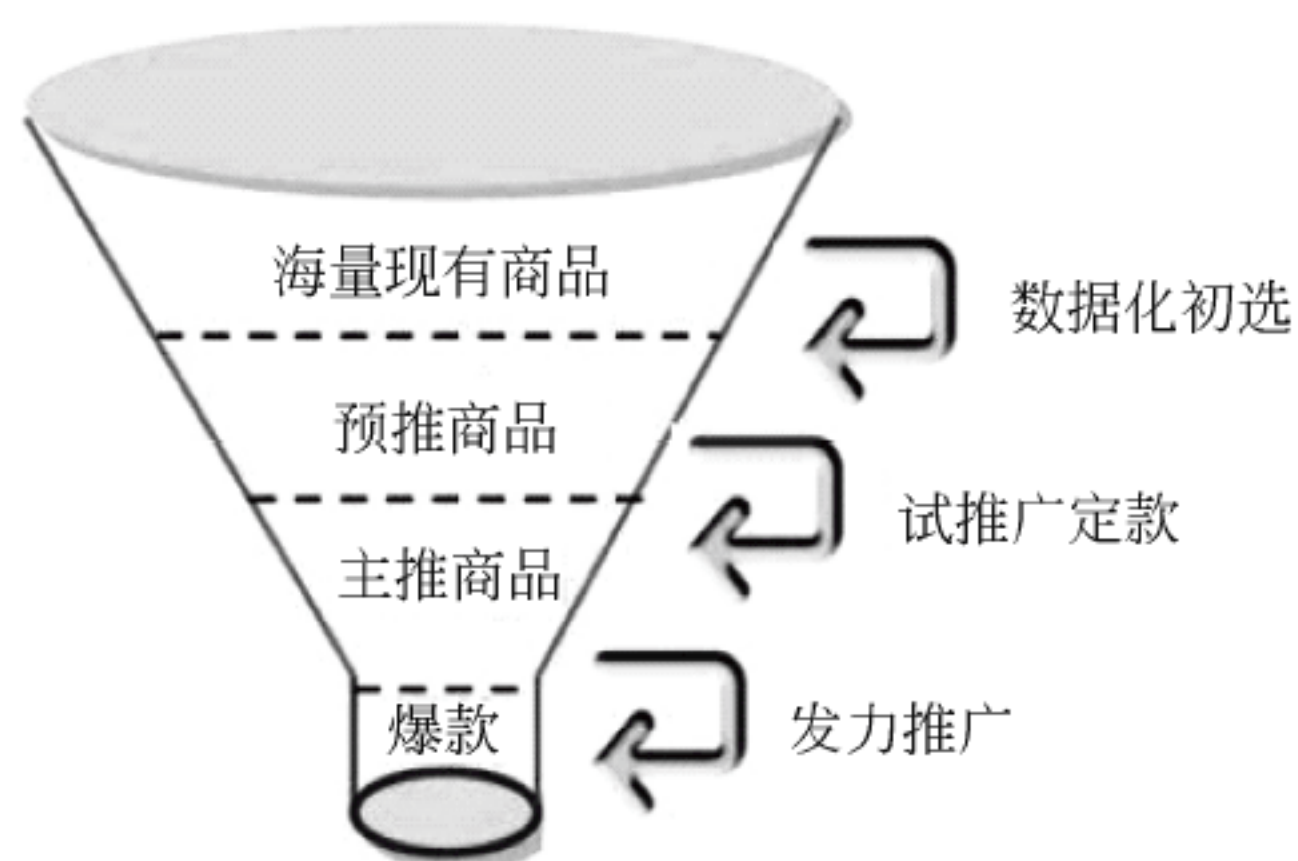 海量现有商品
数据化初选
预推商品
试推广定款
主推商品
发力推广
爆款